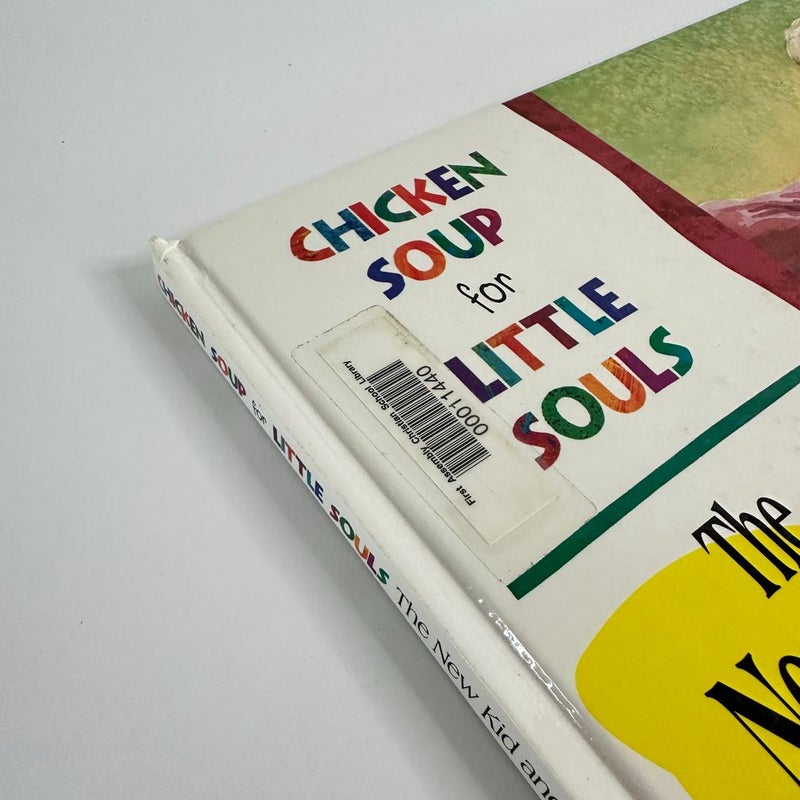 CHICKEN
SOUP
for
LITTLE
SOULS
First Assembly Christian School Library
00011440
The
CHICKEN SOUP for LITTLE SOULS The New Kid and